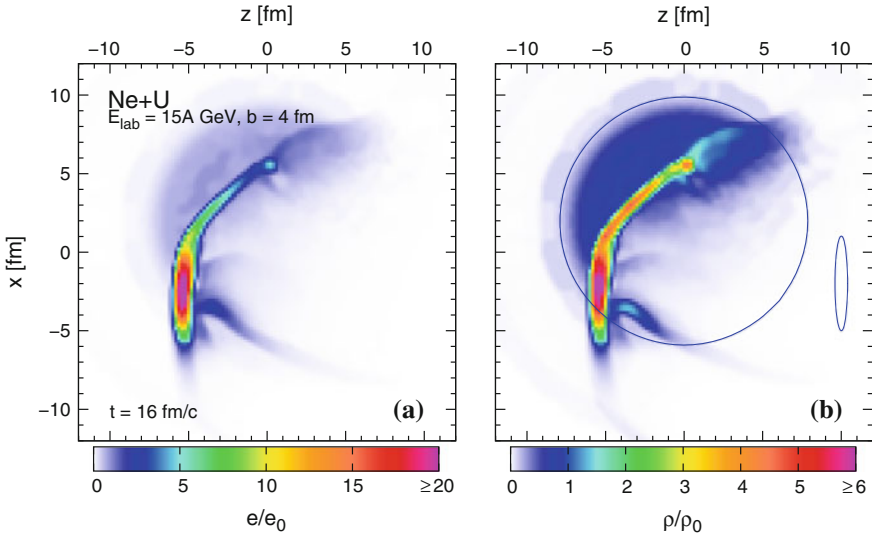 z [fm]
−10 −5 0 5 10
z [fm]
−10 −5 0 5 10
10
5
0
−5
−10
x [fm]
Ne+U
E_lab = 15A GeV, b = 4 fm
t = 16 fm/c
(a)
(b)
0 5 10 15 ≥20
e/e_0
0 1 2 3 4 5 ≥6
ρ/ρ_0